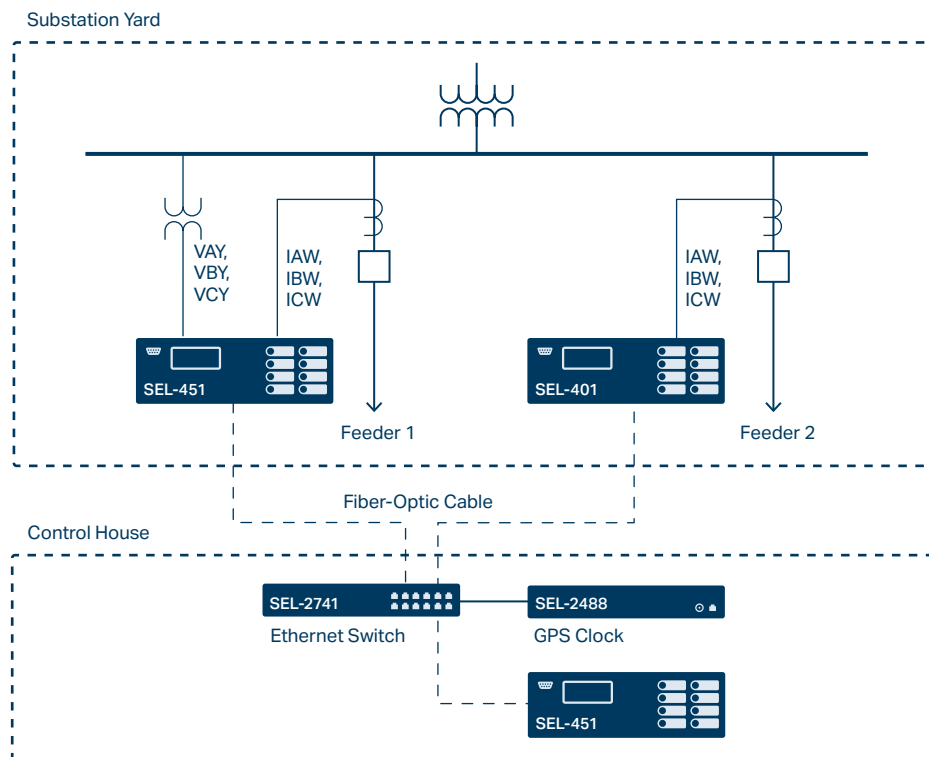 Substation Yard
VAY,
VBY,
VCY
IAW,
IBW,
ICW
IAW,
IBW,
ICW
SEL-451
SEL-401
Feeder 1
Feeder 2
Fiber-Optic Cable
Control House
SEL-2741
SEL-2488
Ethernet Switch
GPS Clock
SEL-451